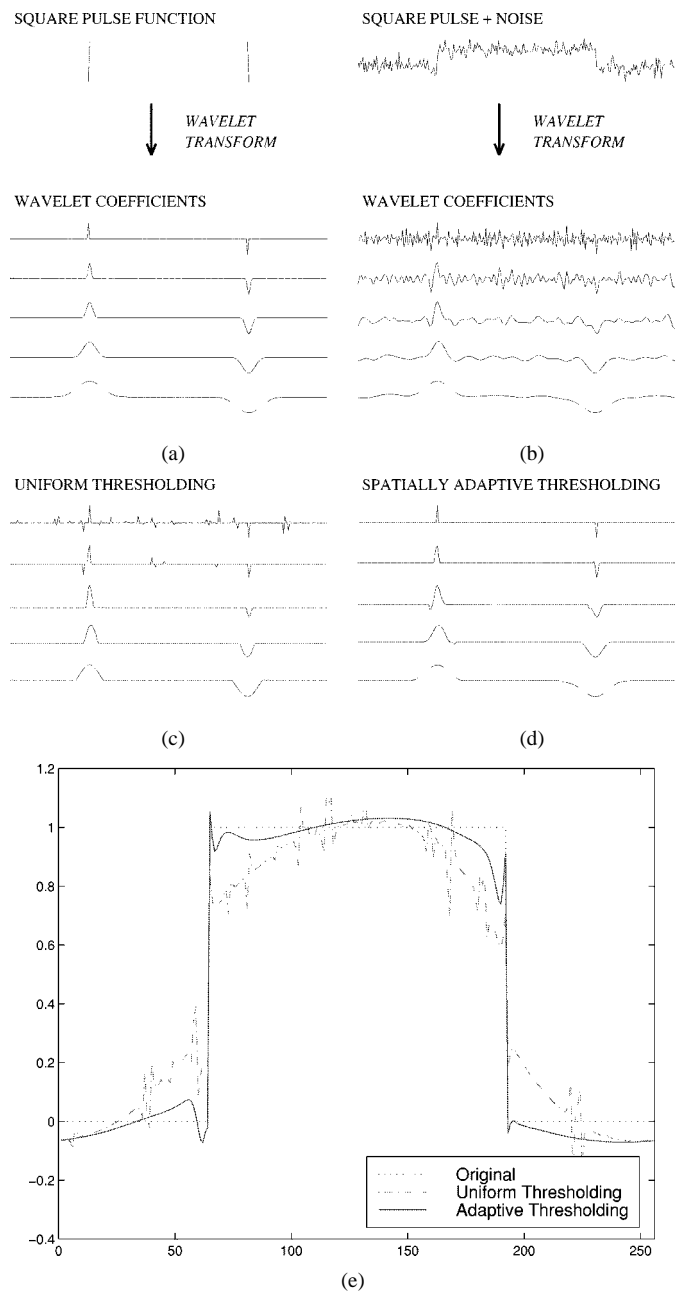 SQUARE PULSE FUNCTION
SQUARE PULSE + NOISE
WAVELET
TRANSFORM
WAVELET
TRANSFORM
WAVELET COEFFICIENTS
WAVELET COEFFICIENTS
(a)
(b)
UNIFORM THRESHOLDING
SPATIALLY ADAPTIVE THRESHOLDING
(c)
(d)
1.2
1
0.8
0.6
0.4
0.2
0
−0.2
−0.4
Original
Uniform Thresholding
Adaptive Thresholding
0
50
100
150
200
250
(e)